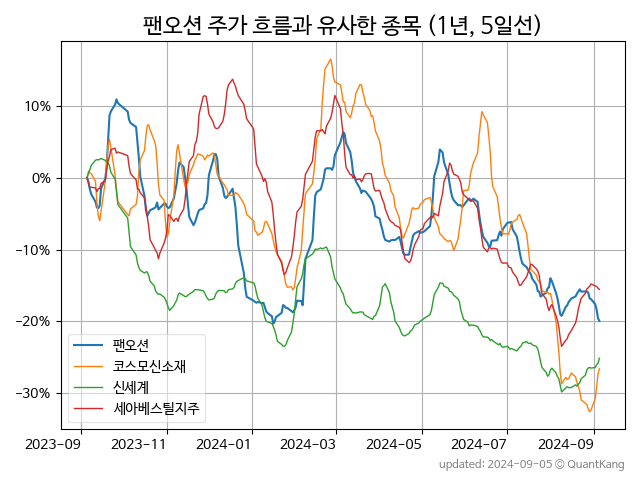 팬오션 주가 흐름과 유사한 종목 (1년, 5일선)
10%
0%
−10%
−20%
−30%
팬오션
코스모신소재
신세계
세아베스틸지주
2023-09
2023-11
2024-01
2024-03
2024-05
2024-07
2024-09
updated: 2024-09-05 © QuantKang